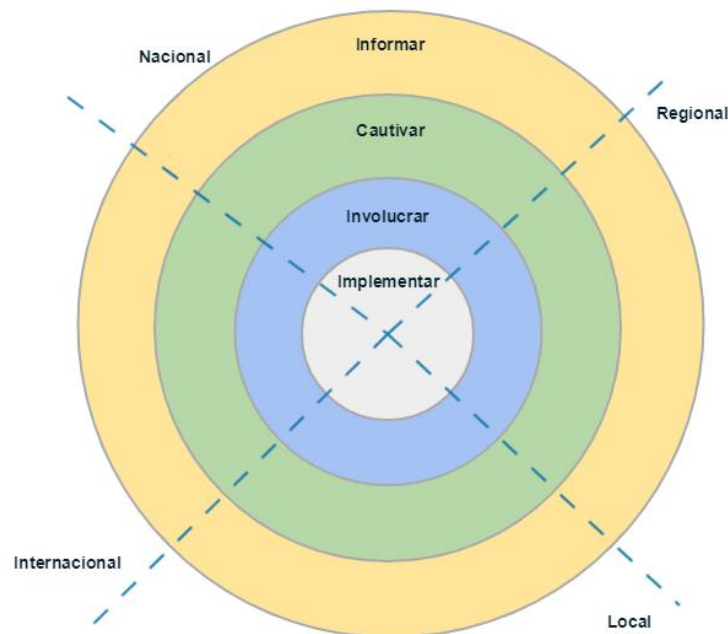 Informar
Nacional
Regional
Cautivar
Involucrar
Implementar
Internacional
Local